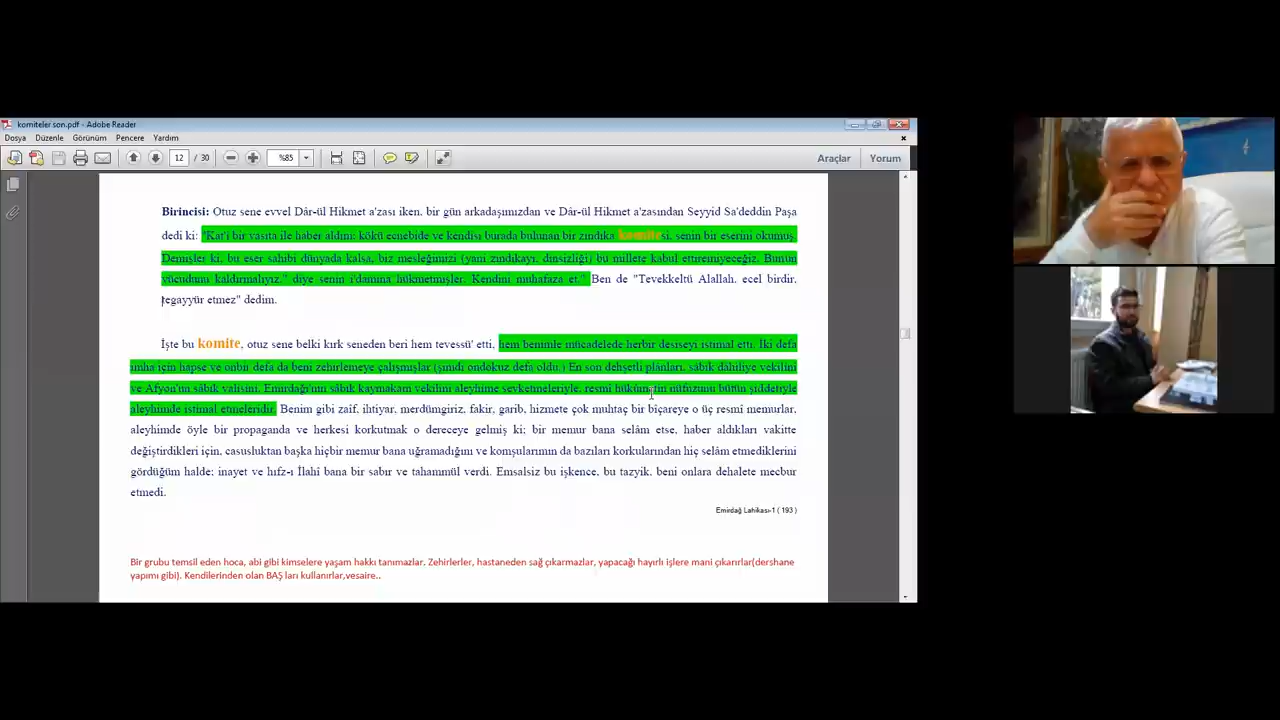 komiteler son.pdf - Adobe Reader
Dosya Düzenle Görünüm Pencere Yardım
12 / 30 %85 Araçlar Yorum
Birincisi: Otuz sene evvel Dâr-ül Hikmet a'zası iken, bir gün arkadaşımızdan ve Dâr-ül Hikmet a'zasından Seyyid Sa'deddin Paşa
dedi ki: "Kat'î bir vasıta ile haber aldım; kökü ecnebide ve kendisi burada bulunan bir zındıka komitesi, senin bir eserini okumuş.
Demişler ki, bu eser sahibi dünyada kalsa, biz mesleğimizi (yani zındıkayı, dinsizliği) bu millete kabul ettiremiyeceğiz. Bunun
vücudunu kaldırmalıyız." diye senin i'damına hükmetmişler. Kendini muhafaza et." Ben de "Tevekkeltü Alallah, ecel birdir,
tegayyür etmez" dedim.
İşte bu komite, otuz sene belki kırk seneden beri hem tevessü' etti, hem benimle mücadelede herbir desiseyi istimal etti. İki defa
imha için hapse ve onbir defa da beni zehirlemeye çalışmışlar (şimdi ondokuz defa oldu.) En son dehşetli plânları, sâbık dâhiliye vekilini
ve Afyon'un sâbık valisini, Emirdağı'nın sâbık kaymakam vekilini aleyhime sevketmeleriyle, resmî hükûmetin nüfuzunu bütün şiddetiyle
aleyhimde istimal etmeleridir. Benim gibi zaîf, ihtiyar, merdümgiriz, fakir, garib, hizmete çok muhtaç bir bîçareye o üç resmî memurlar,
aleyhimde öyle bir propaganda ve herkesi korkutmak o dereceye gelmiş ki; bir memur bana selâm etse, haber aldıkları vakitte
değiştirdikleri için, casusluktan başka hiçbir memur bana uğramadığını ve komşularımın da bazıları korkularından hiç selâm etmediklerini
gördüğüm halde; inayet ve hıfz-ı İlahî bana bir sabır ve tahammül verdi. Emsalsiz bu işkence, bu tazyik, beni onlara dehalete mecbur
etmedi.
Emirdağ Lahikası-1 ( 193 )
Bir grubu temsil eden hoca, abi gibi kimselere yaşam hakkı tanımazlar. Zehirlerler, hastaneden sağ çıkarmazlar, yapacağı hayırlı işlere mani çıkarırlar(dershane
yapımı gibi). Kendilerinden olan BAŞ ları kullanırlar,vesaire..